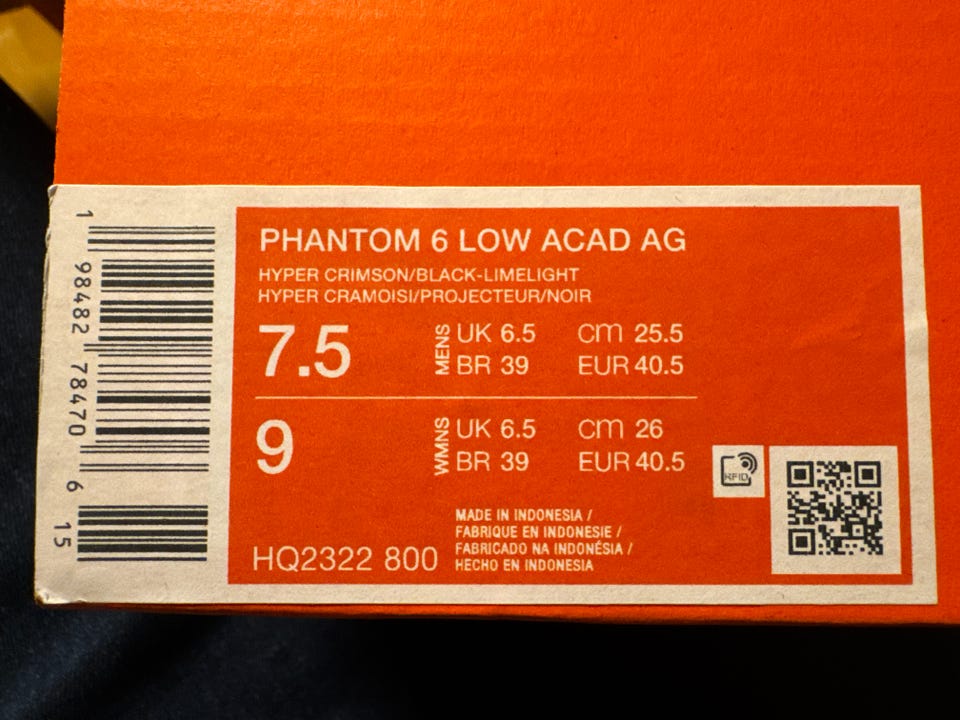 1 98482 78470 6 15
PHANTOM 6 LOW ACAD AG
HYPER CRIMSON/BLACK-LIMELIGHT
HYPER CRAMOISI/PROJECTEUR/NOIR
7.5 MENS UK 6.5 cm 25.5
BR 39 EUR 40.5
9 WMNS UK 6.5 cm 26
BR 39 EUR 40.5
RFID
MADE IN INDONESIA /
FABRIQUE EN INDONESIE /
FABRICADO NA INDONÉSIA /
HECHO EN INDONESIA
HQ2322 800